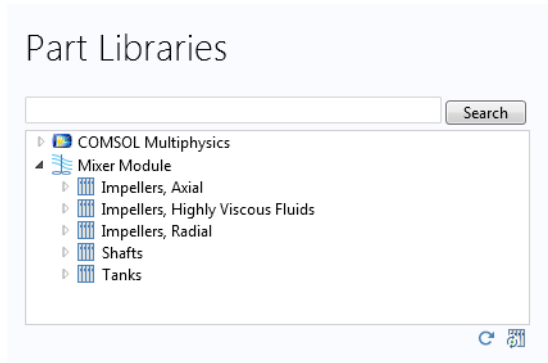 Part Libraries
Search
COMSOL Multiphysics
Mixer Module
Impellers, Axial
Impellers, Highly Viscous Fluids
Impellers, Radial
Shafts
Tanks